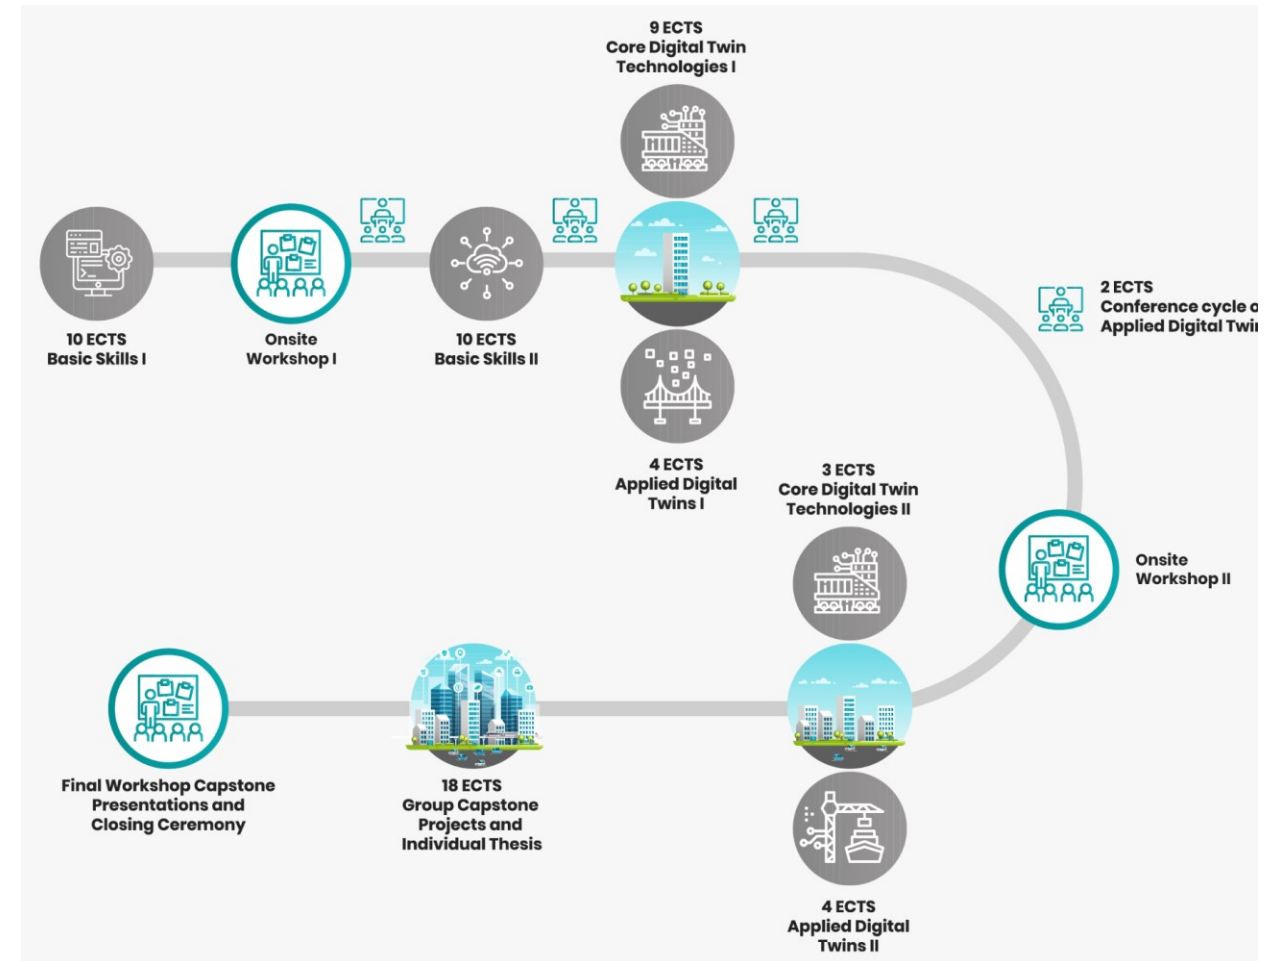 9 ECTS
Core Digital Twin
Technologies I
10 ECTS
Basic Skills I
Onsite
Workshop I
10 ECTS
Basic Skills II
2 ECTS
Conference cycle
Applied Digital
4 ECTS
Applied Digital
Twins I
3 ECTS
Core Digital Twin
Technologies II
Onsite
Workshop II
Final Workshop Capstone
Presentations and
Closing Ceremony
18 ECTS
Group Capstone
Projects and
Individual Thesis
4 ECTS
Applied Digital
Twins II